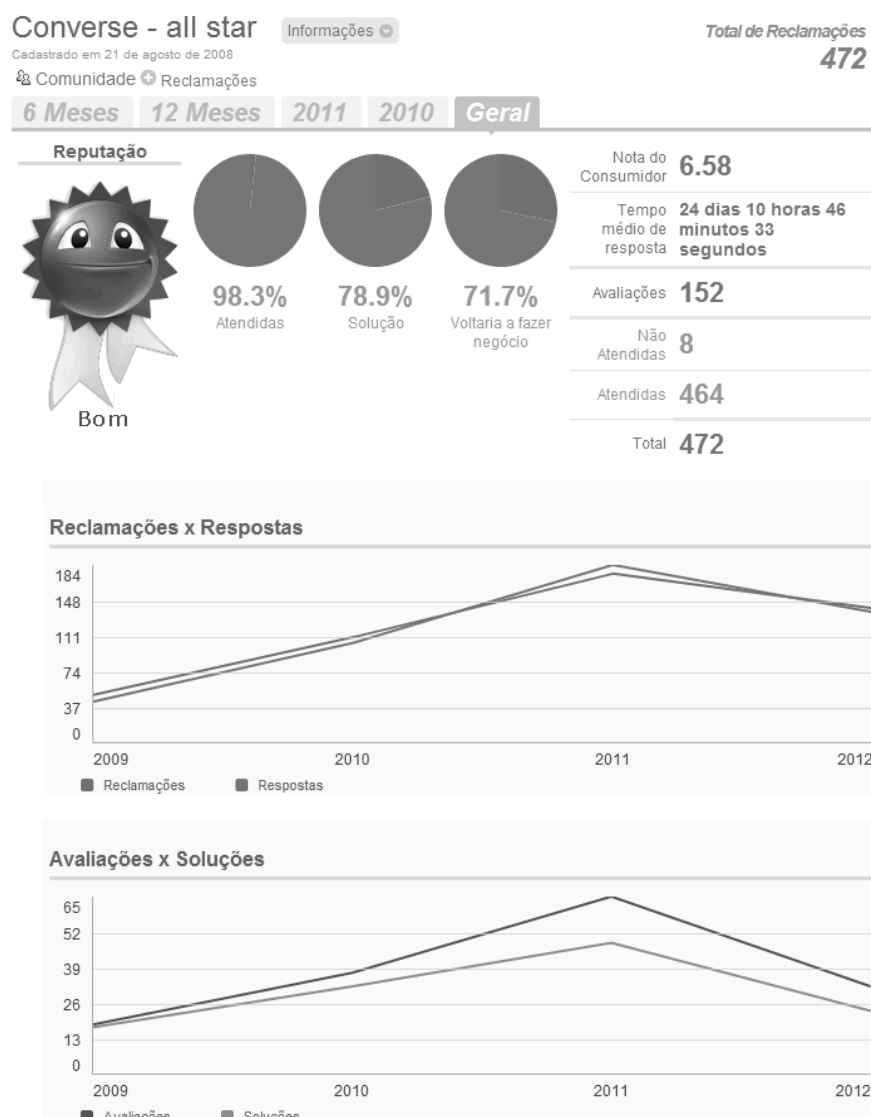 Converse - all star
Informações
Total de Reclamações
Cadastrado em 21 de agosto de 2008
472
Comunidade
Reclamações
6 Meses
12 Meses
2011
2010
Geral
Reputação
Bom
98.3%
Atendidas
78.9%
Solução
71.7%
Voltaria a fazer
negócio
Nota do
Consumidor
6.58
Tempo
médio de
resposta
24 dias 10 horas 46
minutos 33
segundos
Avaliações
152
Não
Atendidas
8
Atendidas
464
Total
472
Reclamações x Respostas
184
148
111
74
37
0
2009
2010
2011
2012
Reclamações
Respostas
Avaliações x Soluções
65
52
39
26
13
0
2009
2010
2011
2012
Avaliações
Soluções